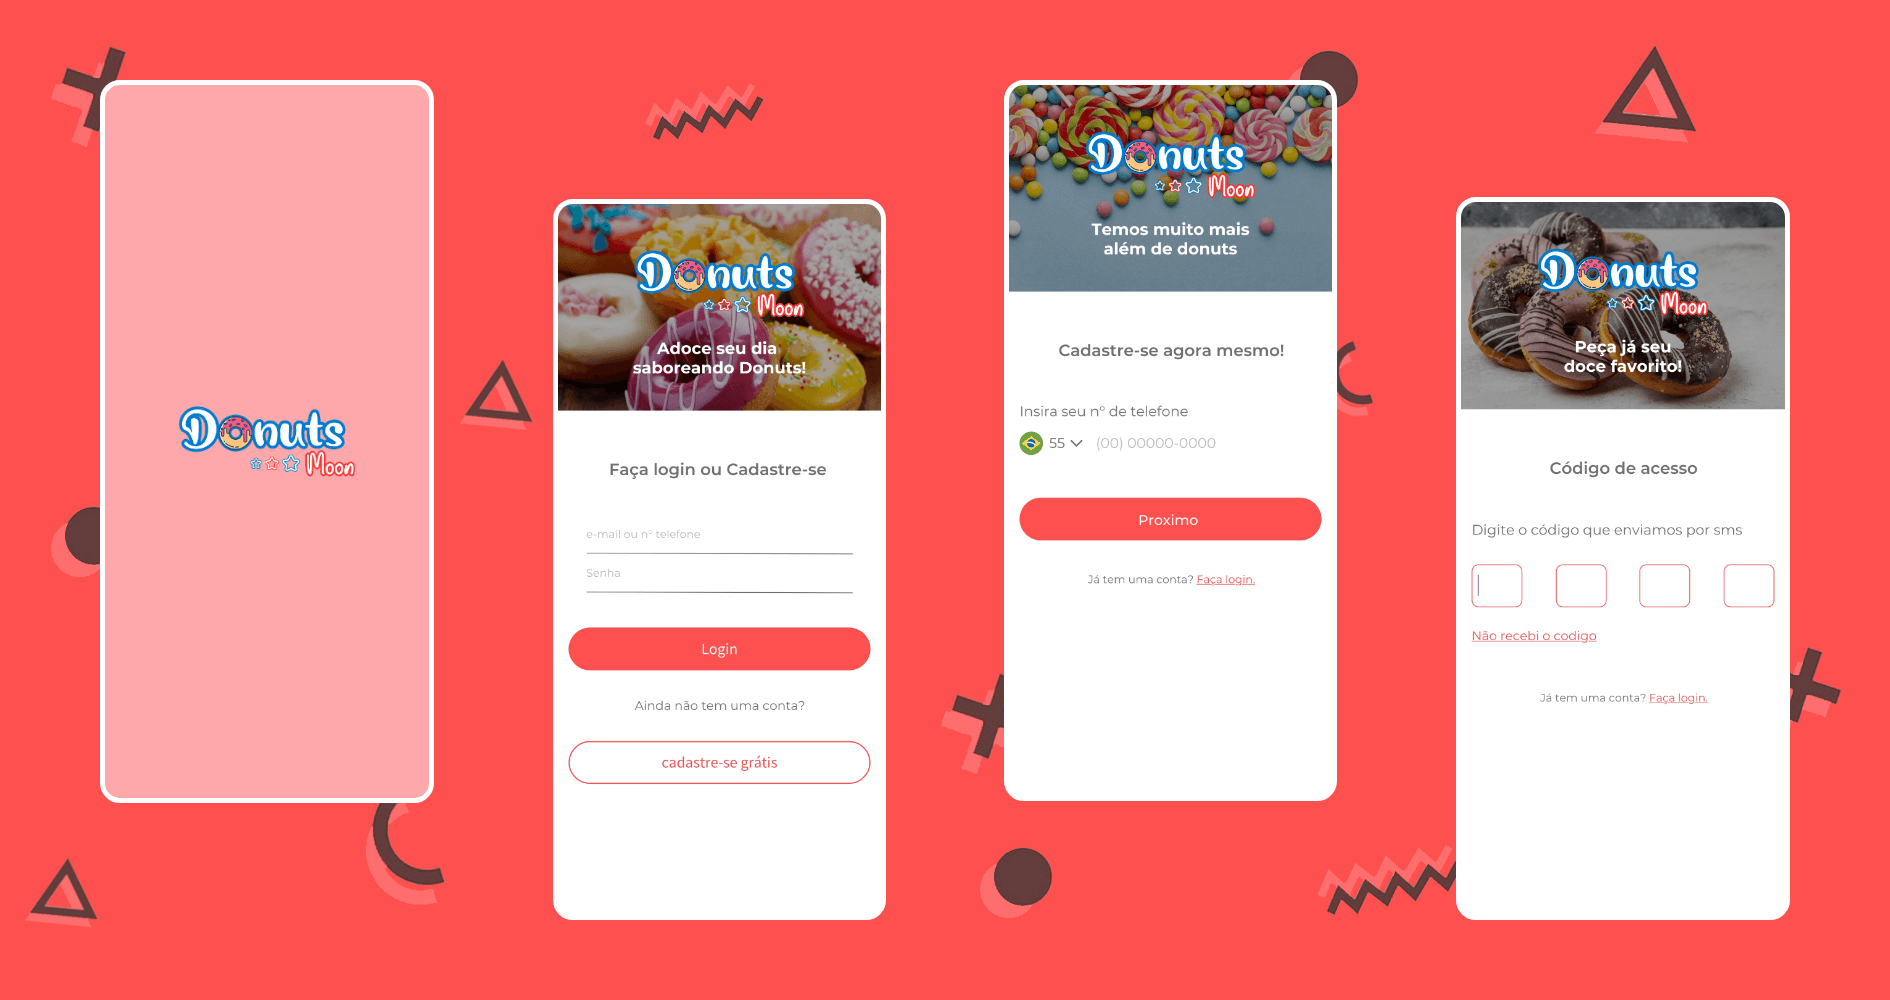 Donuts
Moon
Donuts
Moon
Adoce seu dia
saboreando Donuts!
Faça login ou Cadastre-se
e-mail ou n° telefone
Senha
Login
Ainda não tem uma conta?
cadastre-se grátis
Donuts
Moon
Temos muito mais
além de donuts
Cadastre-se agora mesmo!
Insira seu n° de telefone
55 (00) 00000-0000
Proximo
Já tem uma conta? Faca login.
Donuts
Moon
Peça já seu
doce favorito!
Código de acesso
Digite o código que enviamos por sms
Não recebi o codigo
Já tem uma conta? Faça login.